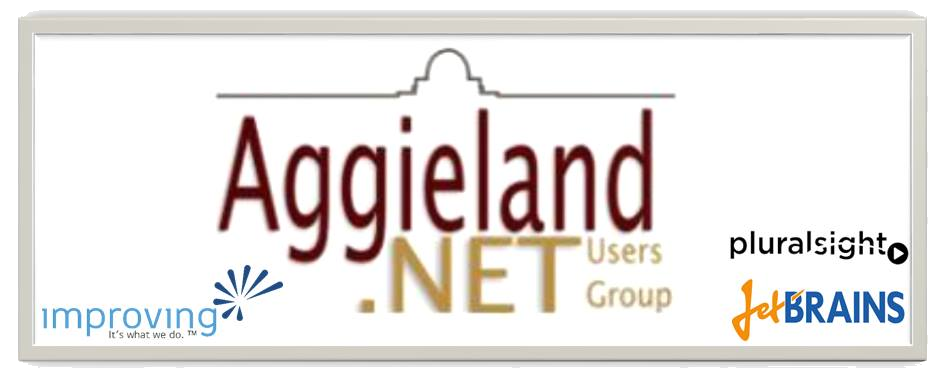 Aggieland
.NET Users Group
pluralsight
improving
It's what we do. ™
JetBRAINS